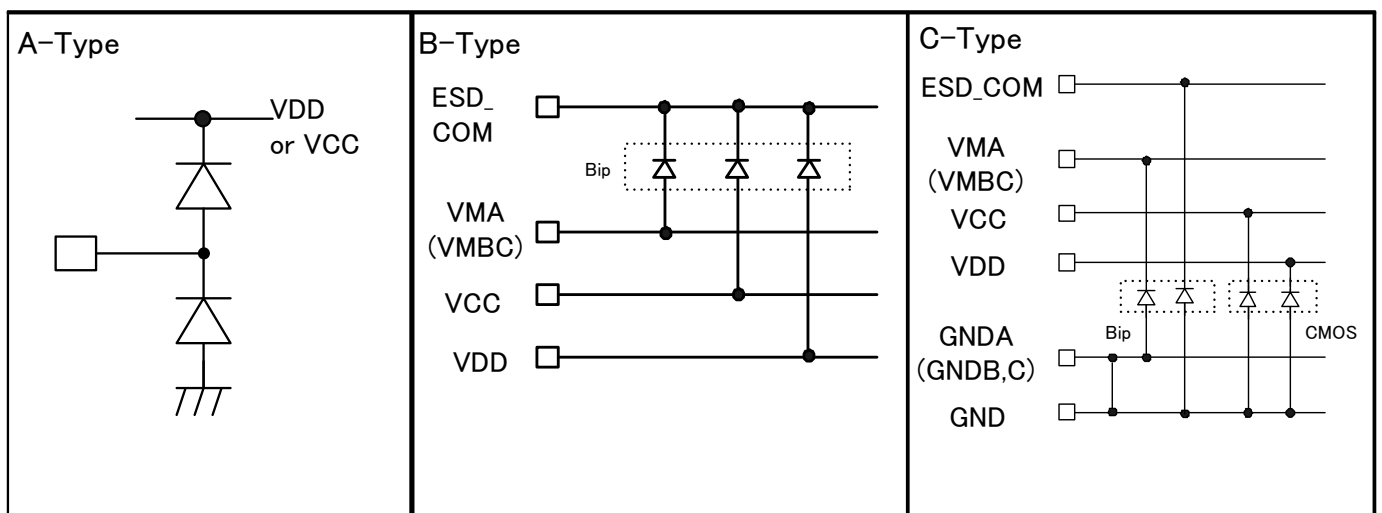 A-Type
VDD
or VCC
B-Type
ESD_
COM
Bip
VMA
(VMBC)
VCC
VDD
C-Type
ESD_COM
VMA
(VMBC)
VCC
VDD
Bip
CMOS
GNDA
(GNDB,C)
GND